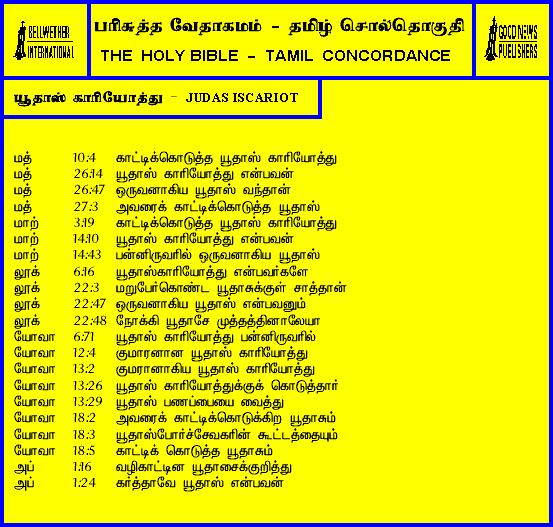 BELLWETHER
INTERNATIONAL
பரிசுத்த வேதாகமம் - தமிழ் சொல்தொகுதி
THE HOLY BIBLE - TAMIL CONCORDANCE
GOOD NEWS
PUBLISHERS
யூதாஸ் காரியோத்து - JUDAS ISCARIOT
மத் 10:4 காட்டிக்கொடுத்த யூதாஸ் காரியோத்து
மத் 26:14 யூதாஸ் காரியோத்து என்பவன்
மத் 26:47 ஒருவனாகிய யூதாஸ் வந்தான்
மத் 27:3 அவரைக் காட்டிக்கொடுத்த யூதாஸ்
மாற் 3:19 காட்டிக்கொடுத்த யூதாஸ் காரியோத்து
மாற் 14:10 யூதாஸ் காரியோத்து என்பவன்
மாற் 14:43 பன்னிருவரில் ஒருவனாகிய யூதாஸ்
லூக் 6:16 யூதாஸ்காரியோத்து என்பவர்களே
லூக் 22:3 மறுபேர்கொண்ட யூதாசுக்குள் சாத்தான்
லூக் 22:47 ஒருவனாகிய யூதாஸ் என்பவனும்
லூக் 22:48 நோக்கி யூதாசே முத்தத்தினாலேயா
யோவா 6:71 யூதாஸ் காரியோத்து பன்னிருவரில்
யோவா 12:4 குமாரனான யூதாஸ் காரியோத்து
யோவா 13:2 குமரானாகிய யூதாஸ் காரியோத்து
யோவா 13:26 யூதாஸ் காரியோத்துக்குக் கொடுத்தார்
யோவா 13:29 யூதாஸ் பணப்பையை வைத்து
யோவா 18:2 அவரைக் காட்டிக்கொடுக்கிற யூதாசும்
யோவா 18:3 யூதாஸ்போர்ச்சேவகரின் கூட்டத்தையும்
யோவா 18:5 காட்டிக் கொடுத்த யூதாசும்
அப் 1:16 வழிகாட்டின யூதாசைக்குறித்து
அப் 1:24 கர்த்தாவே யூதாஸ் என்பவன்